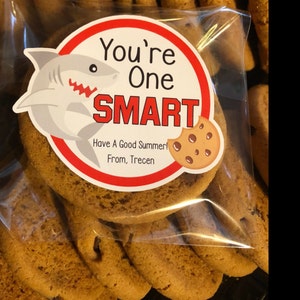 You're
One
SMART
Have A Good Summer!
From, Trecen